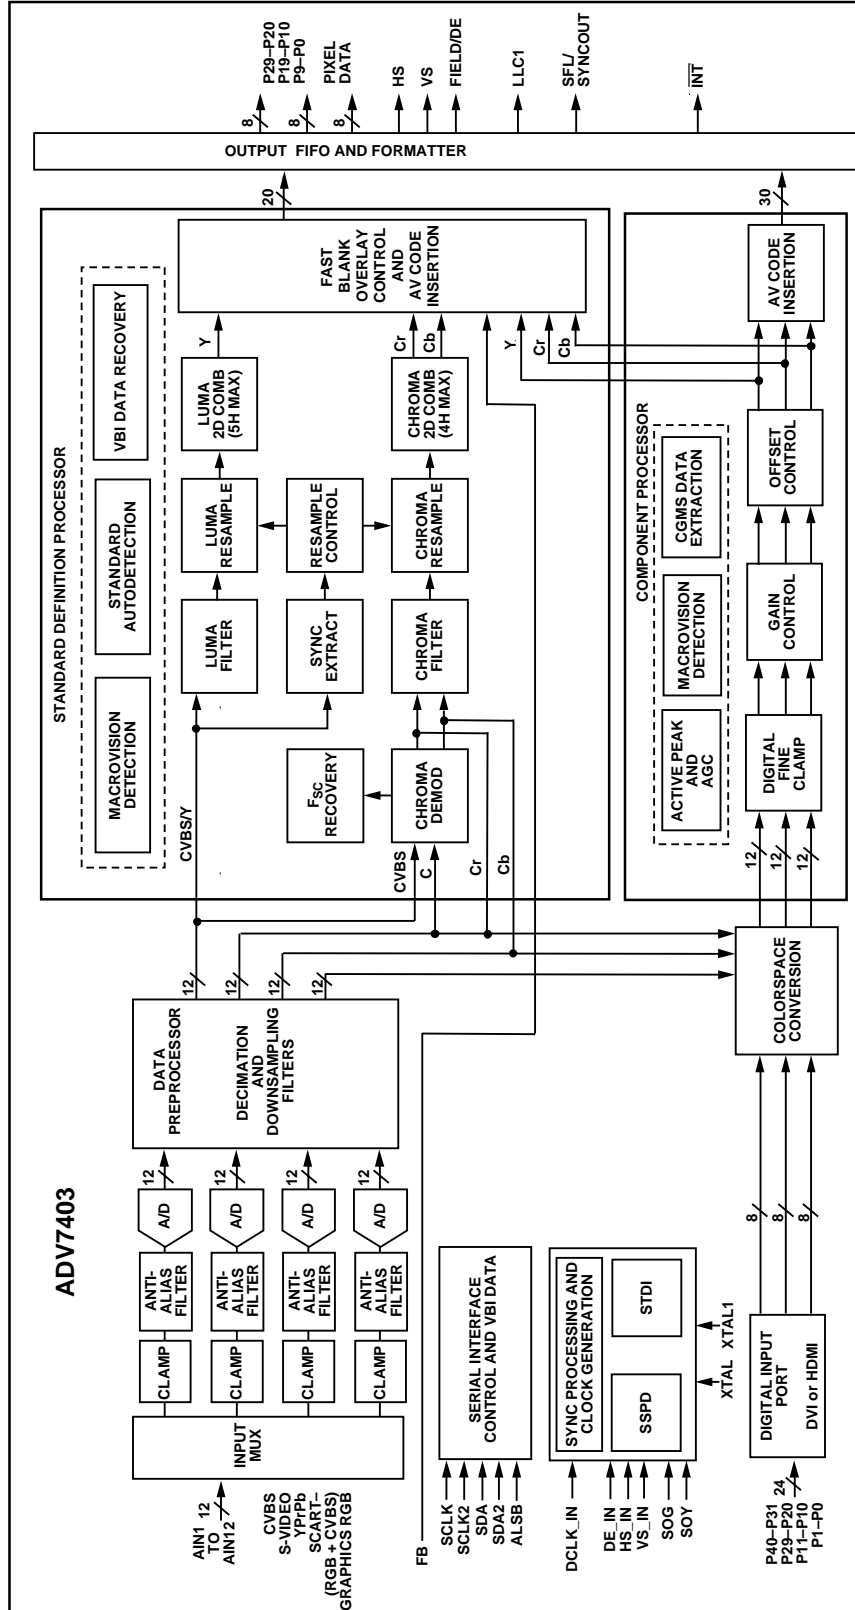 ADV7403
AIN1
TO
AIN12
12
CVBS
S-VIDEO
YPrPb
SCART–
(RGB + CVBS)
GRAPHICS RGB
INPUT
MUX
CLAMP
ANTI-
ALIAS
FILTER
A/D
12
CLAMP
ANTI-
ALIAS
FILTER
A/D
12
CLAMP
ANTI-
ALIAS
FILTER
A/D
12
CLAMP
ANTI-
ALIAS
FILTER
A/D
12
DATA
PREPROCESSOR
DECIMATION
AND
DOWNSAMPLING
FILTERS
12
12
12
12
FB
SCLK
SCLK2
SDA
SDA2
ALSB
SERIAL INTERFACE
CONTROL AND VBI DATA
DCLK_IN
DE_IN
HS_IN
VS_IN
SOG
SOY
SYNC PROCESSING AND
CLOCK GENERATION
SSPD
STDI
XTAL
XTAL1
P40–P31
P29–P20
P11–P10
P1–P0
24
DIGITAL INPUT
PORT
DVI or HDMI
8
8
8
COLORSPACE
CONVERSION
12
12
12
STANDARD DEFINITION PROCESSOR
MACROVISION
DETECTION
STANDARD
AUTODETECTION
VBI DATA RECOVERY
CVBS/Y
LUMA
FILTER
LUMA
RESAMPLE
LUMA
2D COMB
(5H MAX)
Y
SYNC
EXTRACT
RESAMPLE
CONTROL
FSC
RECOVERY
CVBS
C
Cr
Cb
CHROMA
DEMOD
CHROMA
FILTER
CHROMA
RESAMPLE
CHROMA
2D COMB
(4H MAX)
Cr
Cb
Y
Cr
Cb
FAST
BLANK
OVERLAY
CONTROL
AND
AV CODE
INSERTION
20
COMPONENT PROCESSOR
ACTIVE PEAK
AND
AGC
MACROVISION
DETECTION
CGMS DATA
EXTRACTION
DIGITAL
FINE
CLAMP
GAIN
CONTROL
OFFSET
CONTROL
AV CODE
INSERTION
30
OUTPUT FIFO AND FORMATTER
8
8
8
P29–P20
P19–P10
P9–P0
PIXEL
DATA
HS
VS
FIELD/DE
LLC1
SFL/
SYNCOUT
INT